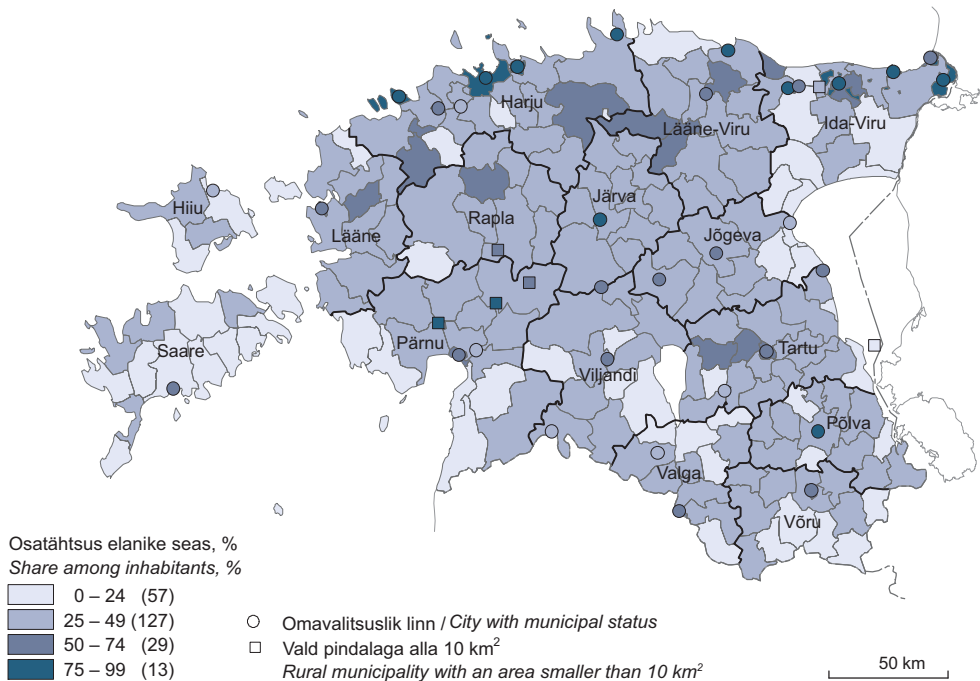 Harju
Lääne-Viru
Ida-Viru
Hiiu
Lääne
Rapla
Järva
Jõgeva
Saare
Pärnu
Viljandi
Tartu
Põlva
Valga
Võru
Osatähtsus elanike seas, %
Share among inhabitants, %
0 – 24 (57)
25 – 49 (127)
50 – 74 (29)
75 – 99 (13)
Omavalitsuslik linn / City with municipal status
Vald pindalaga alla 10 km²
Rural municipality with an area smaller than 10 km²
50 km